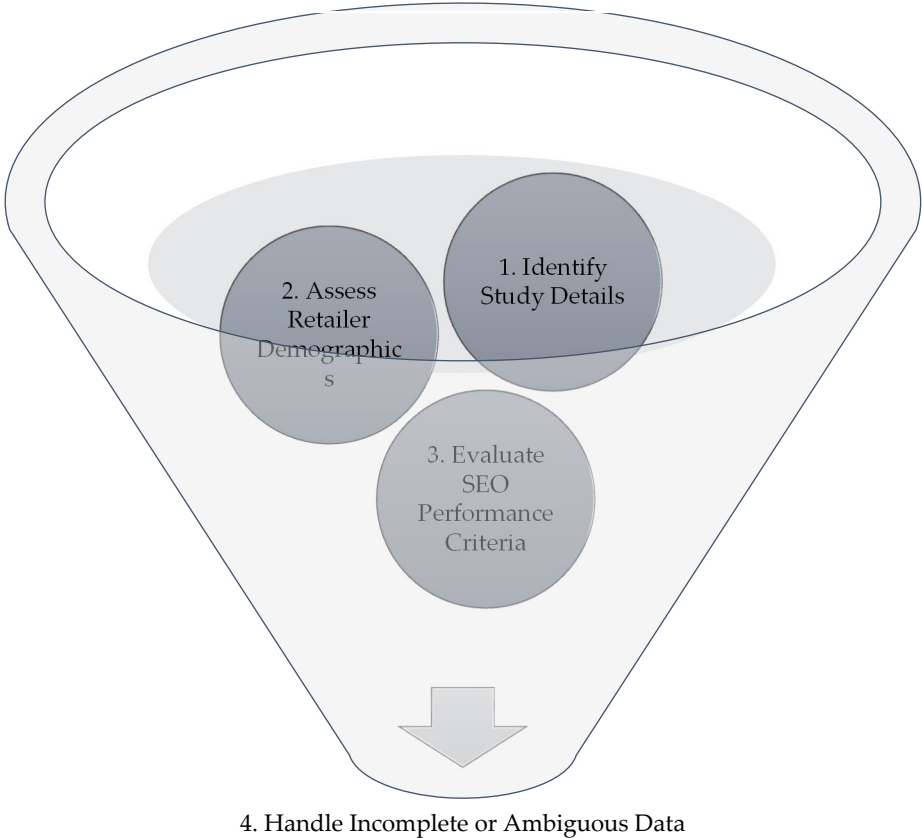 1. Identify
Study Details
2. Assess
Retailer
Demographic
s
3. Evaluate
SEO
Performance
Criteria
4. Handle Incomplete or Ambiguous Data